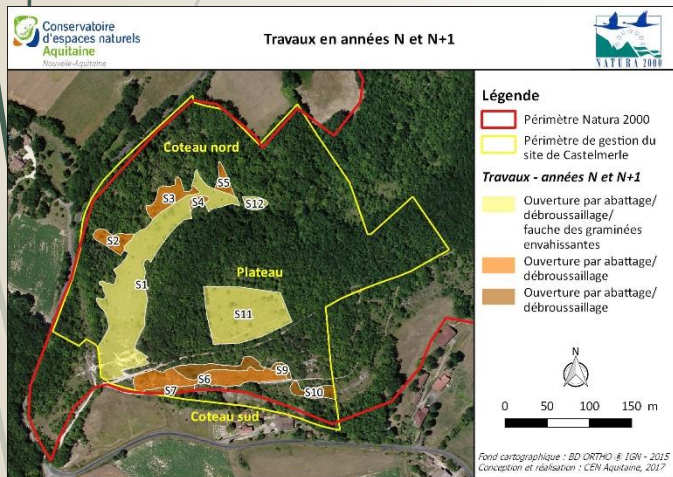 Conservatoire
d'espaces naturels
Aquitaine
Nouvelle-Aquitaine
Travaux en années N et N+1
NATURA 2000
Coteau nord
S5
S3
S4
S12
S2
Plateau
S1
S11
S9
S6
S7
S10
Coteau sud
Légende
Périmètre Natura 2000
Périmètre de gestion du
site de Castelmerle
Travaux - années N et N+1
Ouverture par abattage/
débroussaillage/
fauche des graminées
envahissantes
Ouverture par abattage/
débroussaillage
Ouverture par abattage/
débroussaillage
N
0 50 100 150 m
Fond cartographique : BD ORTHO ® IGN - 2015
Conception et réalisation : CEN Aquitaine, 2017